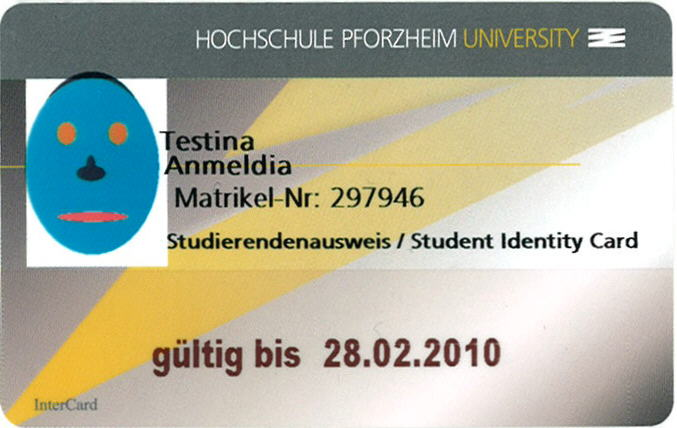 HOCHSCHULE PFORZHEIM UNIVERSITY
Testina
Anmeldia
Matrikel-Nr: 297946
Studierendenausweis / Student Identity Card
gültig bis 28.02.2010
InterCard